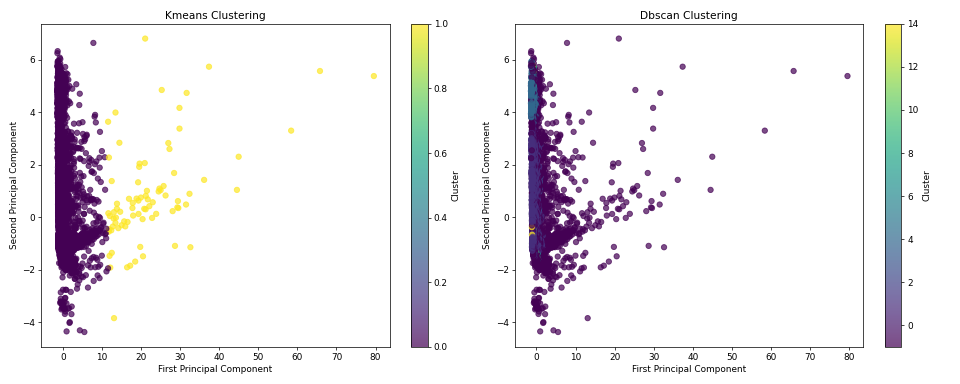 Kmeans Clustering
Second Principal Component
6
4
2
0
−2
−4
0 10 20 30 40 50 60 70 80
First Principal Component
1.0
0.8
0.6
0.4
0.2
0.0
Cluster
Dbscan Clustering
Second Principal Component
6
4
2
0
−2
−4
0 10 20 30 40 50 60 70 80
First Principal Component
14
12
10
8
6
4
2
0
Cluster